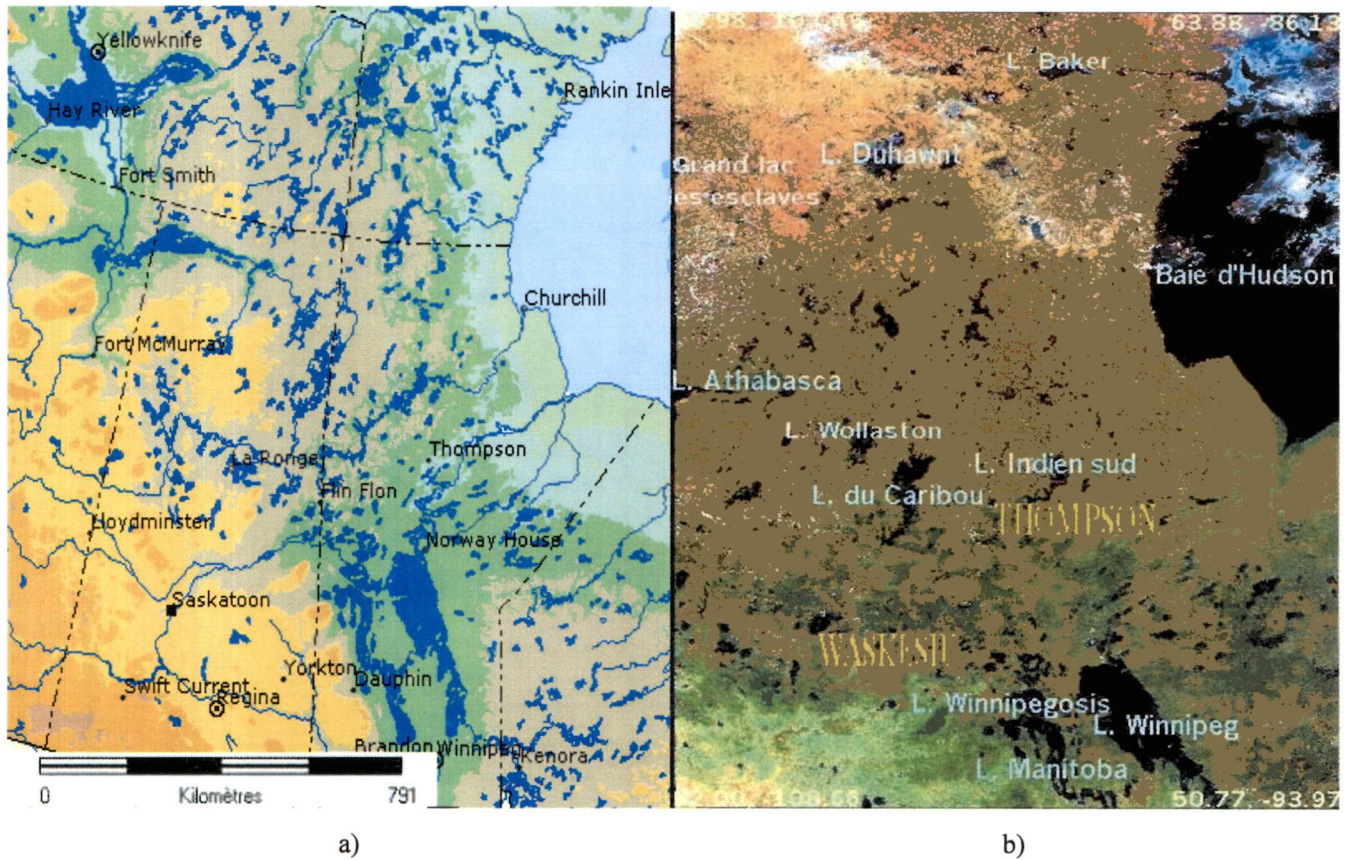 Yellowknife
Hay River
Rankin Inle
Fort Smith
Churchill
Fort McMurray
Thompson
La Ronge
Flin Flon
Lloydminster
Norway House
Saskatoon
Yorkton
Dauphin
Swift Current
Regina
Brandon
Winnipeg
Kenora
0
Kilomètres
791
a)
63.88, -86.13
L. Baker
L. Duhawnt
Grand lac
es esclaves
Baie d'Hudson
L. Athabasca
L. Wollaston
L. Indien sud
L. du Caribou
THOMPSON
WASKESIU
L. Winnipegosis
L. Winnipeg
L. Manitoba
50.77, -93.97
b)